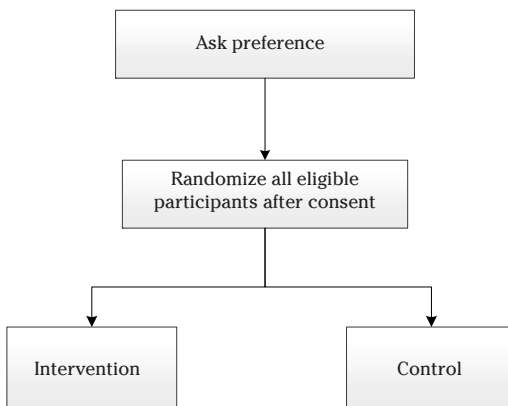 Ask preference
Randomize all eligible
participants after consent
Intervention
Control